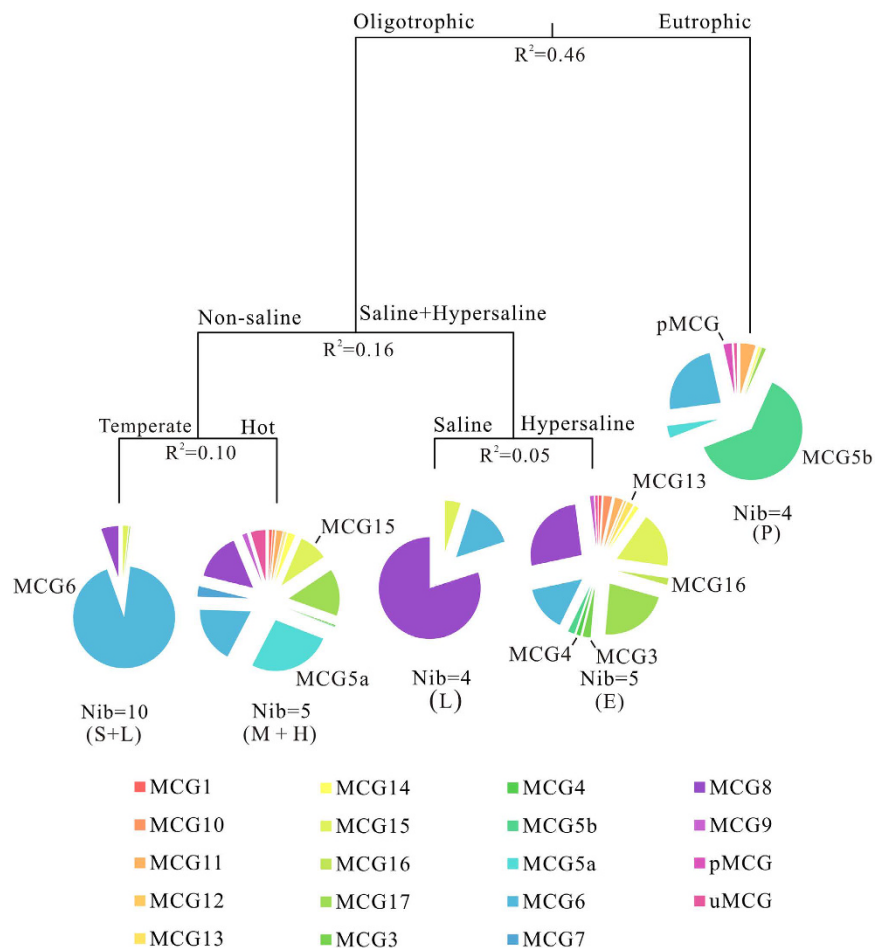 Oligotrophic Eutrophic
R²=0.46
Non-saline Saline+Hypersaline
R²=0.16
pMCG
Temperate Hot Saline Hypersaline
R²=0.10 R²=0.05
MCG5b
MCG13
MCG15
Nib=4
(P)
MCG16
MCG6
MCG4 MCG3
MCG5a
Nib=10 Nib=5 Nib=4 Nib=5
(S+L) (M + H) (L) (E)
MCG1 MCG14 MCG4 MCG8
MCG10 MCG15 MCG5b MCG9
MCG11 MCG16 MCG5a pMCG
MCG12 MCG17 MCG6 uMCG
MCG13 MCG3 MCG7